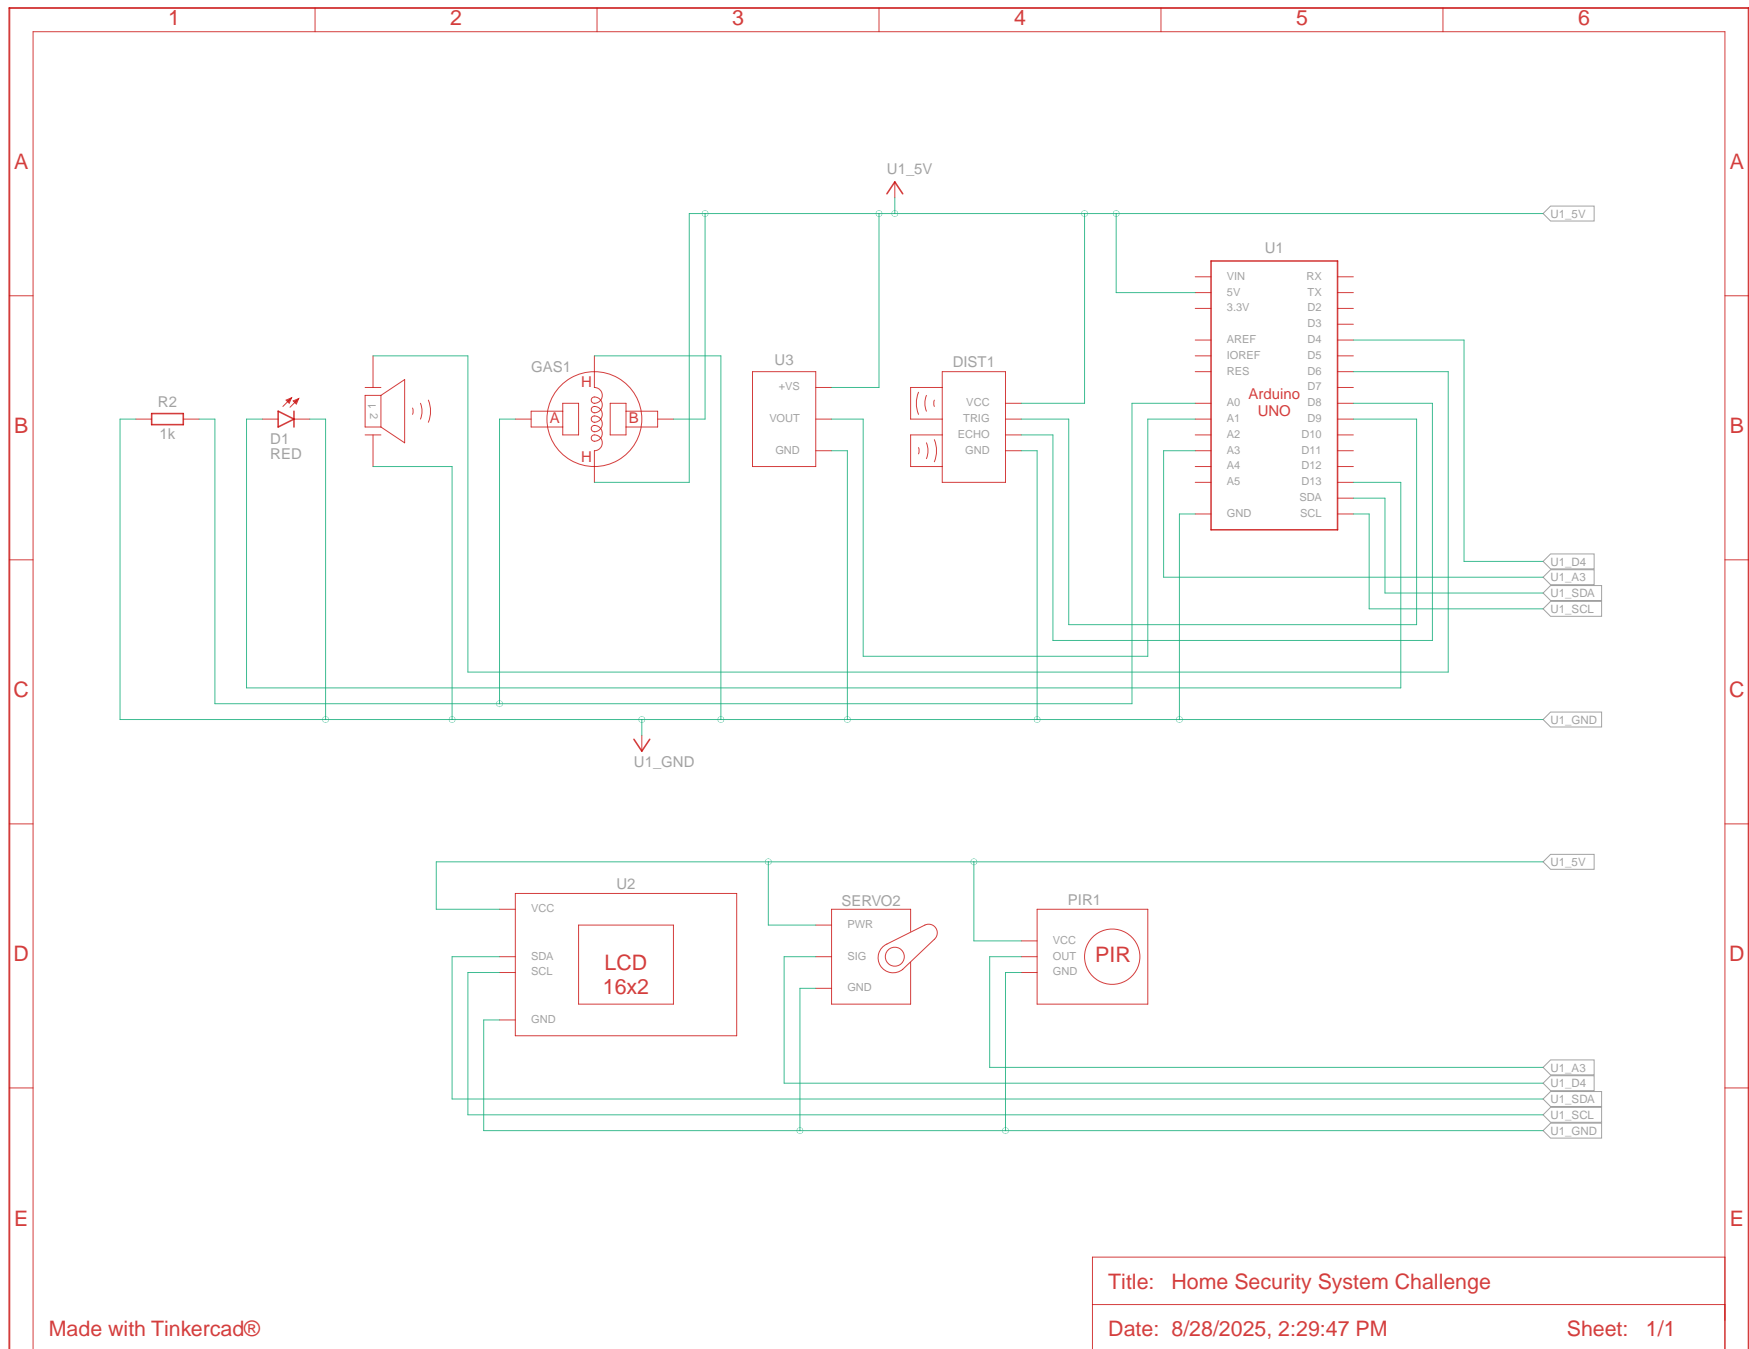 1 2 3 4 5 6
A A
U1_5V
U1_5V
U1
VIN RX
5V TX
3.3V D2
D3
AREF D4
IOREF D5
RES D6
D7
Arduino
UNO
A0 D8
A1 D9
A2 D10
A3 D11
A4 D12
A5 D13
SDA
GND SCL
B B
R2
1k
D1
RED
1 2
GAS1
H
A B
H
U3
+VS
VOUT
GND
DIST1
VCC
TRIG
ECHO
GND
U1_D4
U1_A3
U1_SDA
U1_SCL
C C
U1_GND
U1_GND
U1_5V
D D
U2
VCC
SDA
SCL
GND
LCD
16x2
SERVO2
PWR
SIG
GND
PIR1
VCC
OUT
GND
PIR
U1_A3
U1_D4
U1_SDA
U1_SCL
U1_GND
E E
Title: Home Security System Challenge
Made with Tinkercad®
Date: 8/28/2025, 2:29:47 PM Sheet: 1/1